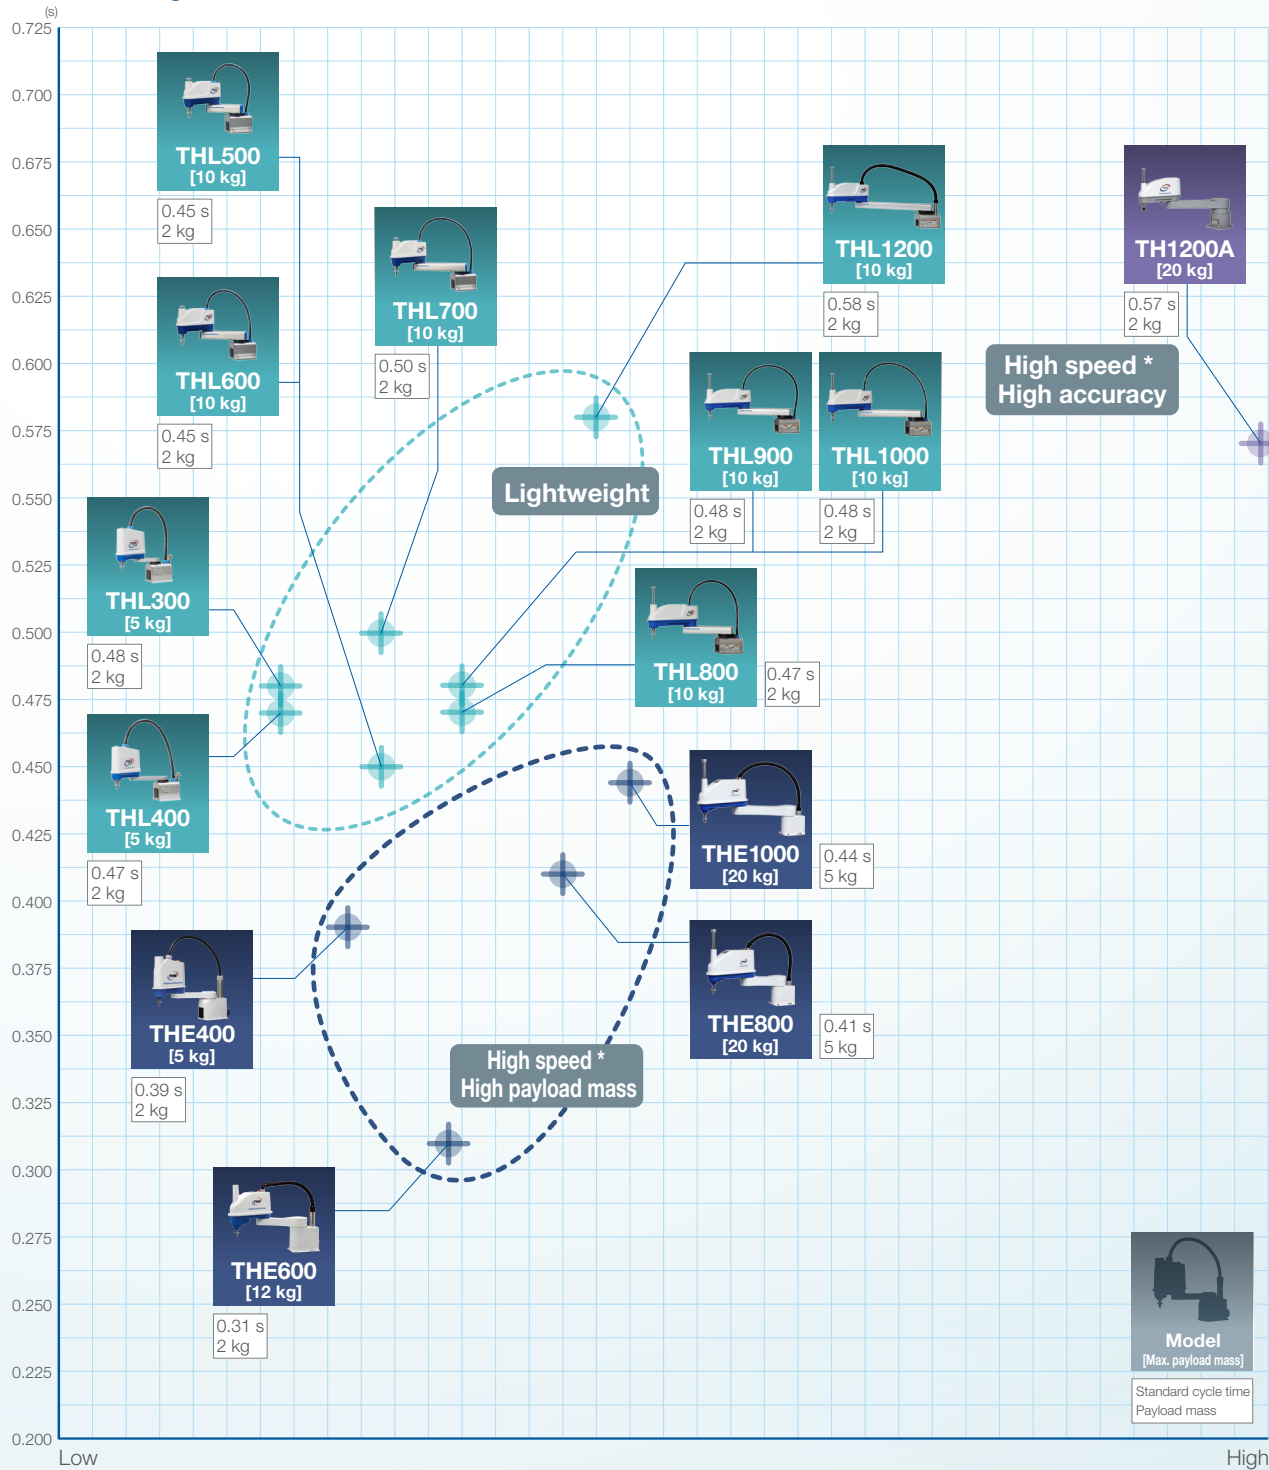 (s)
0.725
0.700
0.675
0.650
0.625
0.600
0.575
0.550
0.525
0.500
0.475
0.450
0.425
0.400
0.375
0.350
0.325
0.300
0.275
0.250
0.225
0.200
Low
High
THL500
[10 kg]
0.45 s
2 kg
THL600
[10 kg]
0.45 s
2 kg
THL700
[10 kg]
0.50 s
2 kg
THL1200
[10 kg]
0.58 s
2 kg
TH1200A
[20 kg]
0.57 s
2 kg
High speed *
High accuracy
THL900
[10 kg]
0.48 s
2 kg
THL1000
[10 kg]
0.48 s
2 kg
Lightweight
THL300
[5 kg]
0.48 s
2 kg
THL800
[10 kg]
0.47 s
2 kg
THL400
[5 kg]
0.47 s
2 kg
THE1000
[20 kg]
0.44 s
5 kg
THE800
[20 kg]
0.41 s
5 kg
THE400
[5 kg]
0.39 s
2 kg
High speed *
High payload mass
THE600
[12 kg]
0.31 s
2 kg
Model
[Max. payload mass]
Standard cycle time
Payload mass